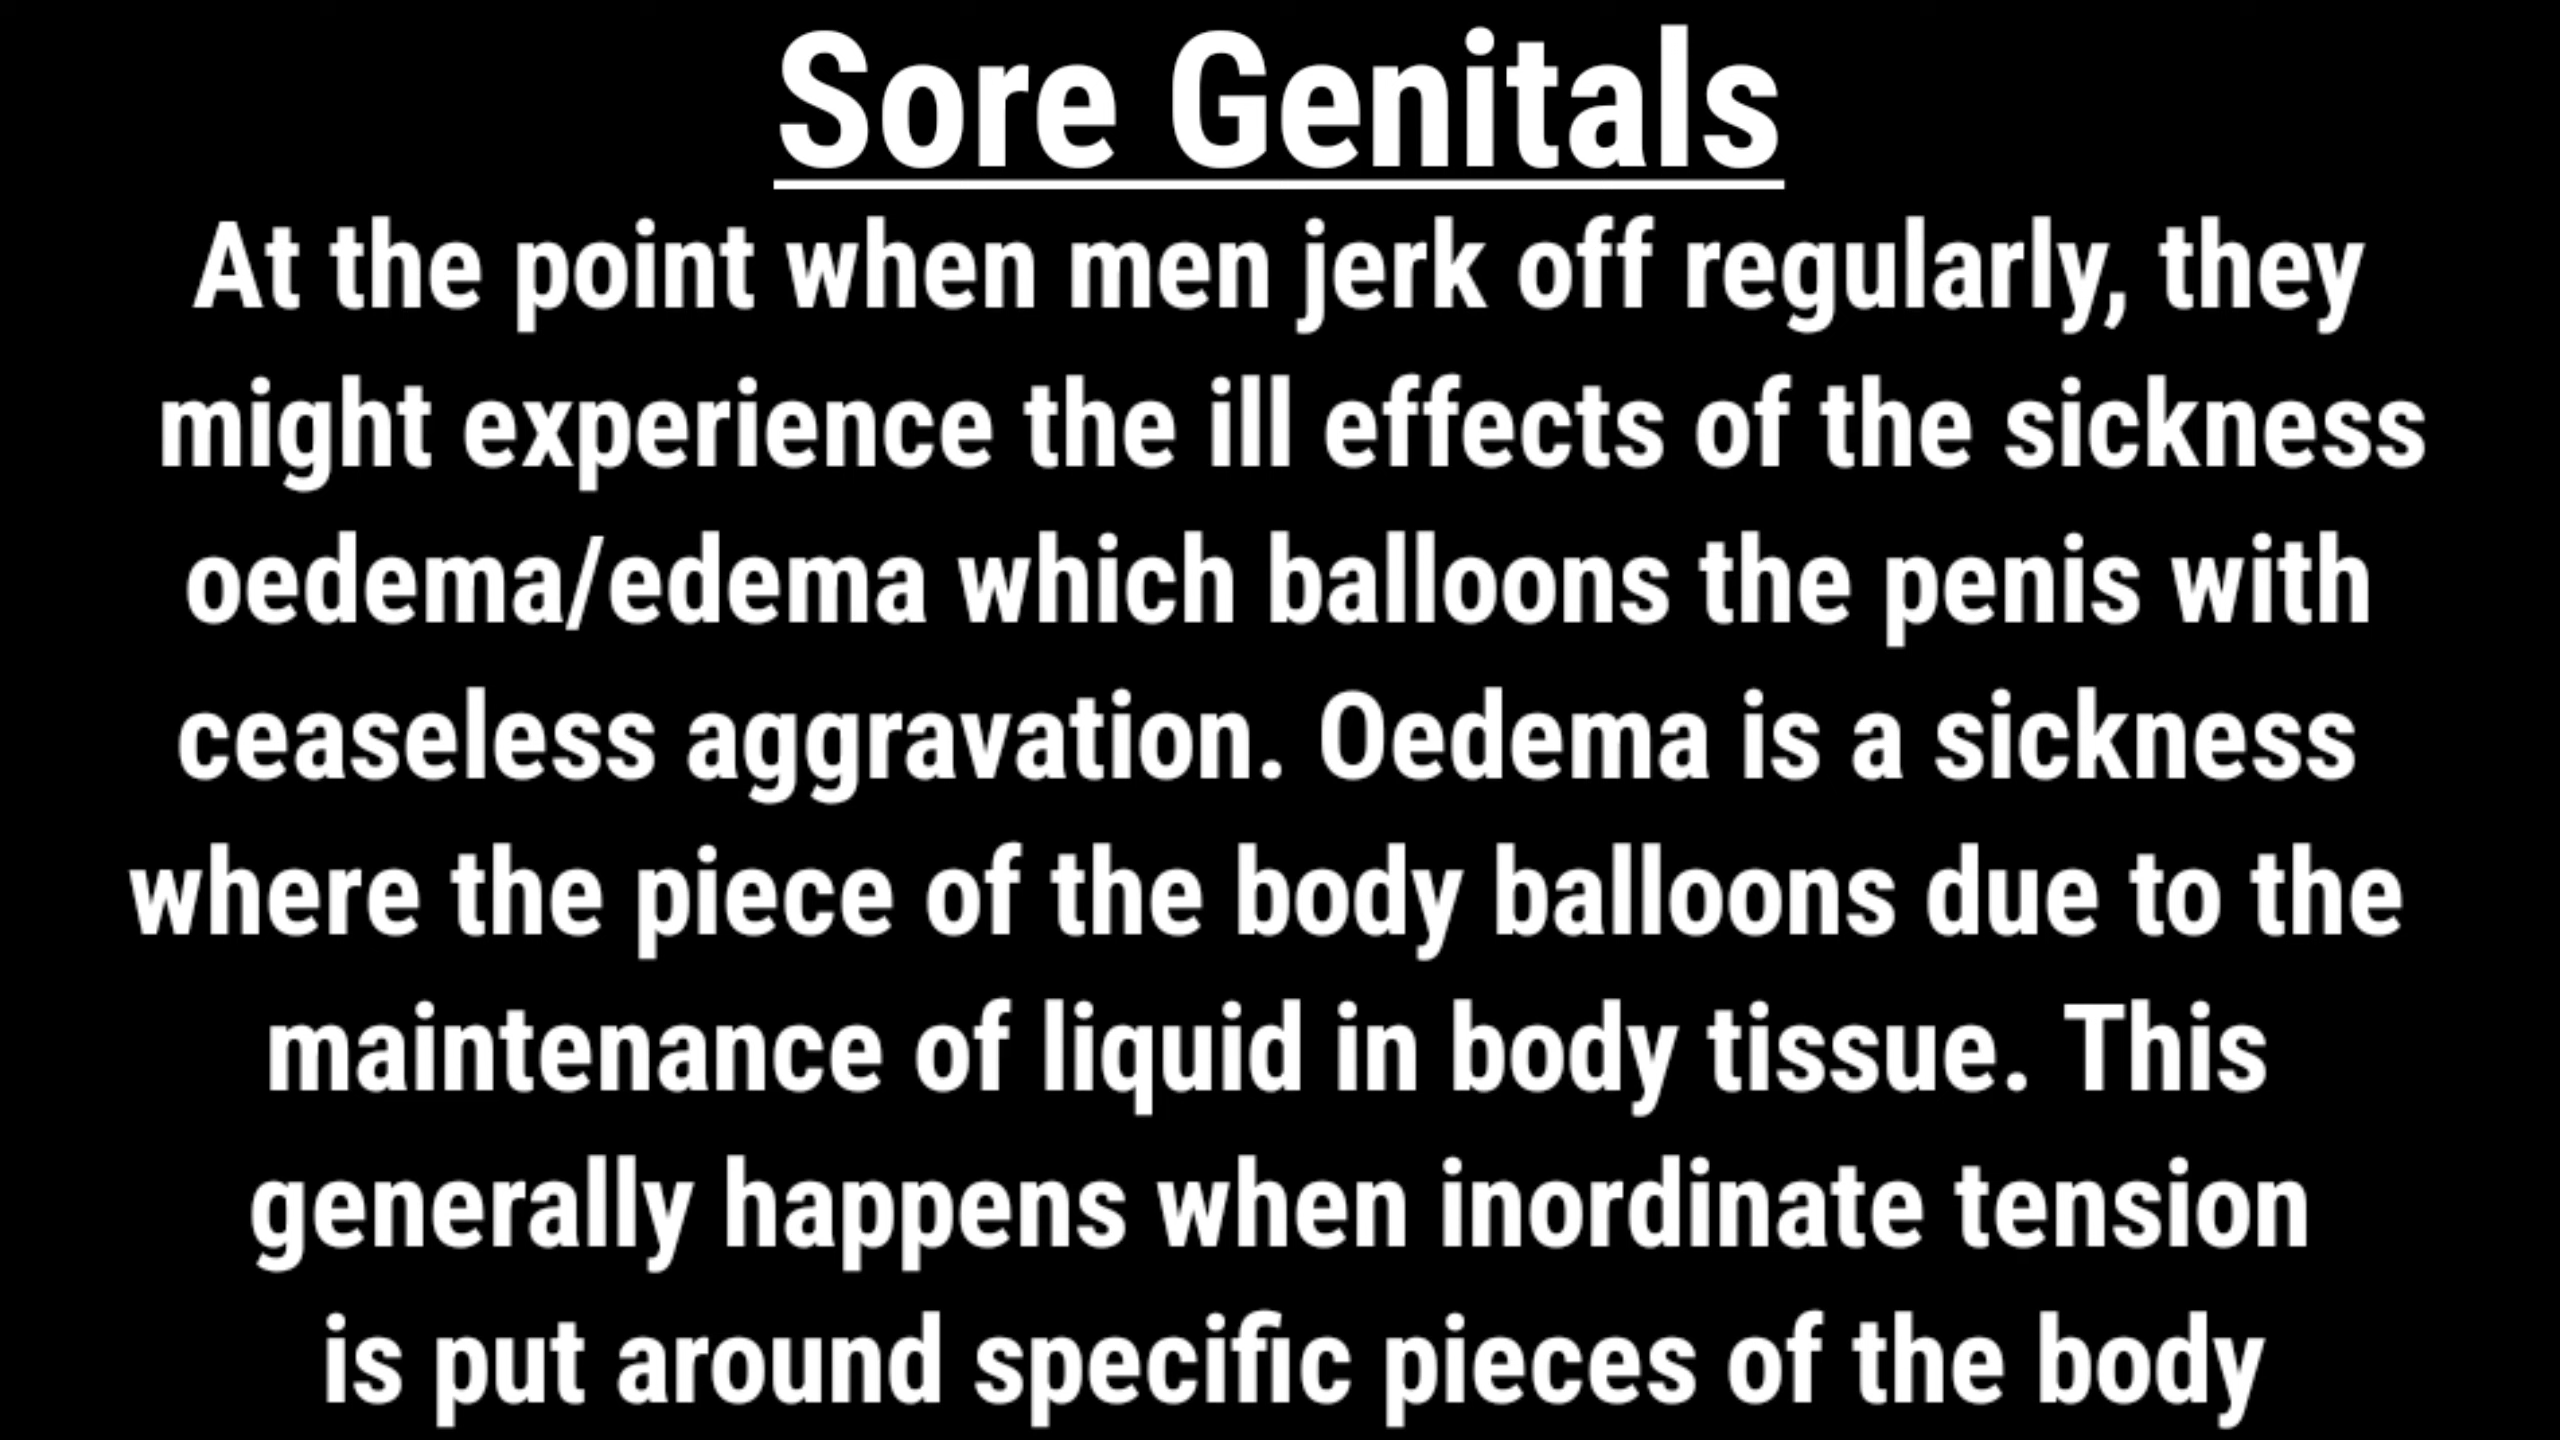 Sore Genitals
At the point when men jerk off regularly, they
might experience the ill effects of the sickness
oedema/edema which balloons the penis with
ceaseless aggravation. Oedema is a sickness
where the piece of the body balloons due to the
maintenance of liquid in body tissue. This
generally happens when inordinate tension
is put around specific pieces of the body